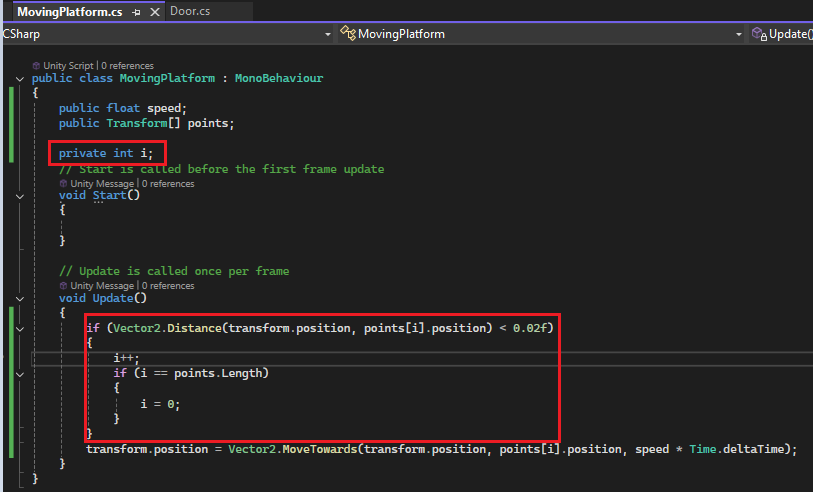 MovingPlatform.cs Door.cs
CSharp MovingPlatform Update()
Unity Script | 0 references
public class MovingPlatform : MonoBehaviour
{
public float speed;
public Transform[] points;
private int i;
// Start is called before the first frame update
Unity Message | 0 references
void Start()
{
}
// Update is called once per frame
Unity Message | 0 references
void Update()
{
if (Vector2.Distance(transform.position, points[i].position) < 0.02f)
{
i++;
if (i == points.Length)
{
i = 0;
}
}
transform.position = Vector2.MoveTowards(transform.position, points[i].position, speed * Time.deltaTime);
}
}